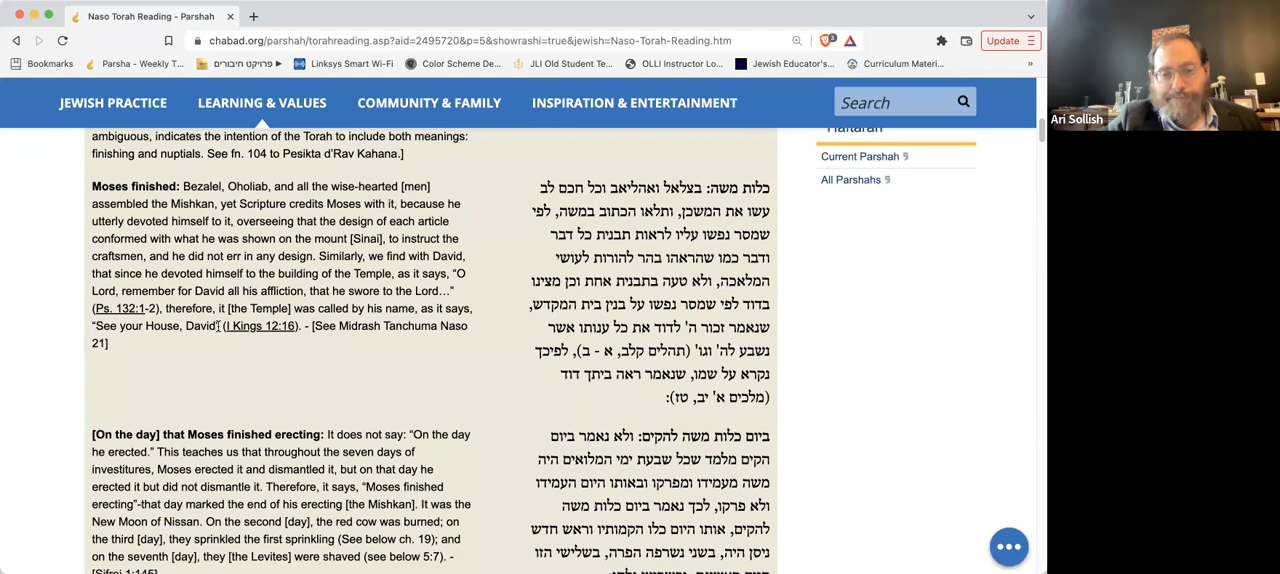 Naso Torah Reading - Parshah
chabad.org/parshah/torahreading.asp?aid=2495720&p=5&showrashi=true&jewish=Naso-Torah-Reading.htm
3
Update
Bookmarks
Parsha - Weekly T...
פרוייקט חיבורים
Linksys Smart Wi-Fi
Color Scheme De...
JLI Old Student Te...
OLLI Instructor Lo...
Jewish Educator's...
Curriculum Materi...
»
JEWISH PRACTICE
LEARNING & VALUES
COMMUNITY & FAMILY
INSPIRATION & ENTERTAINMENT
Search
Ari Sollish
Haftarah
Current Parshah
All Parshahs
ambiguous, indicates the intention of the Torah to include both meanings:
finishing and nuptials. See fn. 104 to Pesikta d'Rav Kahana.]
Moses finished: Bezalel, Oholiab, and all the wise-hearted [men]
assembled the Mishkan, yet Scripture credits Moses with it, because he
utterly devoted himself to it, overseeing that the design of each article
conformed with what he was shown on the mount [Sinai], to instruct the
craftsmen, and he did not err in any design. Similarly, we find with David,
that since he devoted himself to the building of the Temple, as it says, “O
Lord, remember for David all his affliction, that he swore to the Lord…”
(Ps. 132:1-2), therefore, it [the Temple] was called by his name, as it says,
“See your House, David” (I Kings 12:16). - [See Midrash Tanchuma Naso
21]
כלות משה: בצלאל ואהליאב וכל חכם לב
עשו את המשכן, ותלאו הכתוב במשה, לפי
שמסר נפשו עליו לראות תבנית כל דבר
ודבר כמו שהראהו בהר להורות לעושי
המלאכה, ולא טעה בתבנית אחת וכן מצינו
בדוד לפי שמסר נפשו על בנין בית המקדש,
שנאמר זכור ה' לדוד את כל ענותו אשר
נשבע לה' וגו' (תהלים קלב, א - ב), לפיכך
נקרא על שמו, שנאמר ראה ביתך דוד
(מלכים א' יב, טז):
[On the day] that Moses finished erecting: It does not say: “On the day
he erected.” This teaches us that throughout the seven days of
investitures, Moses erected it and dismantled it, but on that day he
erected it but did not dismantle it. Therefore, it says, “Moses finished
erecting”-that day marked the end of his erecting [the Mishkan]. It was the
New Moon of Nissan. On the second [day], the red cow was burned; on
the third [day], they sprinkled the first sprinkling (See below ch. 19); and
on the seventh [day], they [the Levites] were shaved (see below 5:7). -
[Sifrei 1:145]
ביום כלות משה להקים: ולא נאמר ביום
הקים מלמד שכל שבעת ימי המלואים היה
משה מעמידו ומפרקו ובאותו היום העמידו
ולא פרקו, לכך נאמר ביום כלות משה
להקים, אותו היום כלו הקמותיו וראש חדש
ניסן היה, בשני נשרפה הפרה, בשלישי הזו